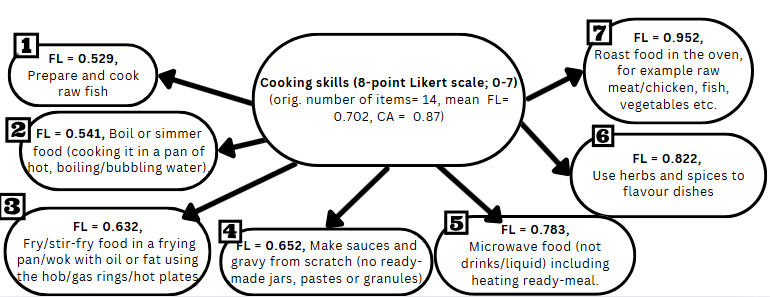 Cooking skills (8-point Likert scale; 0-7)
(orig. number of items= 14, mean FL=
0.702, CA = 0.87)
1
FL = 0.529,
Prepare and cook
raw fish
2
FL = 0.541, Boil or simmer
food (cooking it in a pan of
hot, boiling/bubbling water).
3
FL = 0.632,
Fry/stir-fry food in a frying
pan/wok with oil or fat using
the hob/gas rings/hot plates
4
FL = 0.652, Make sauces and
gravy from scratch (no ready-
made jars, pastes or granules)
5
FL = 0.783,
Microwave food (not
drinks/liquid) including
heating ready-meal.
6
FL = 0.822,
Use herbs and spices to
flavour dishes
7
FL = 0.952,
Roast food in the oven,
for example raw
meat/chicken, fish,
vegetables etc.